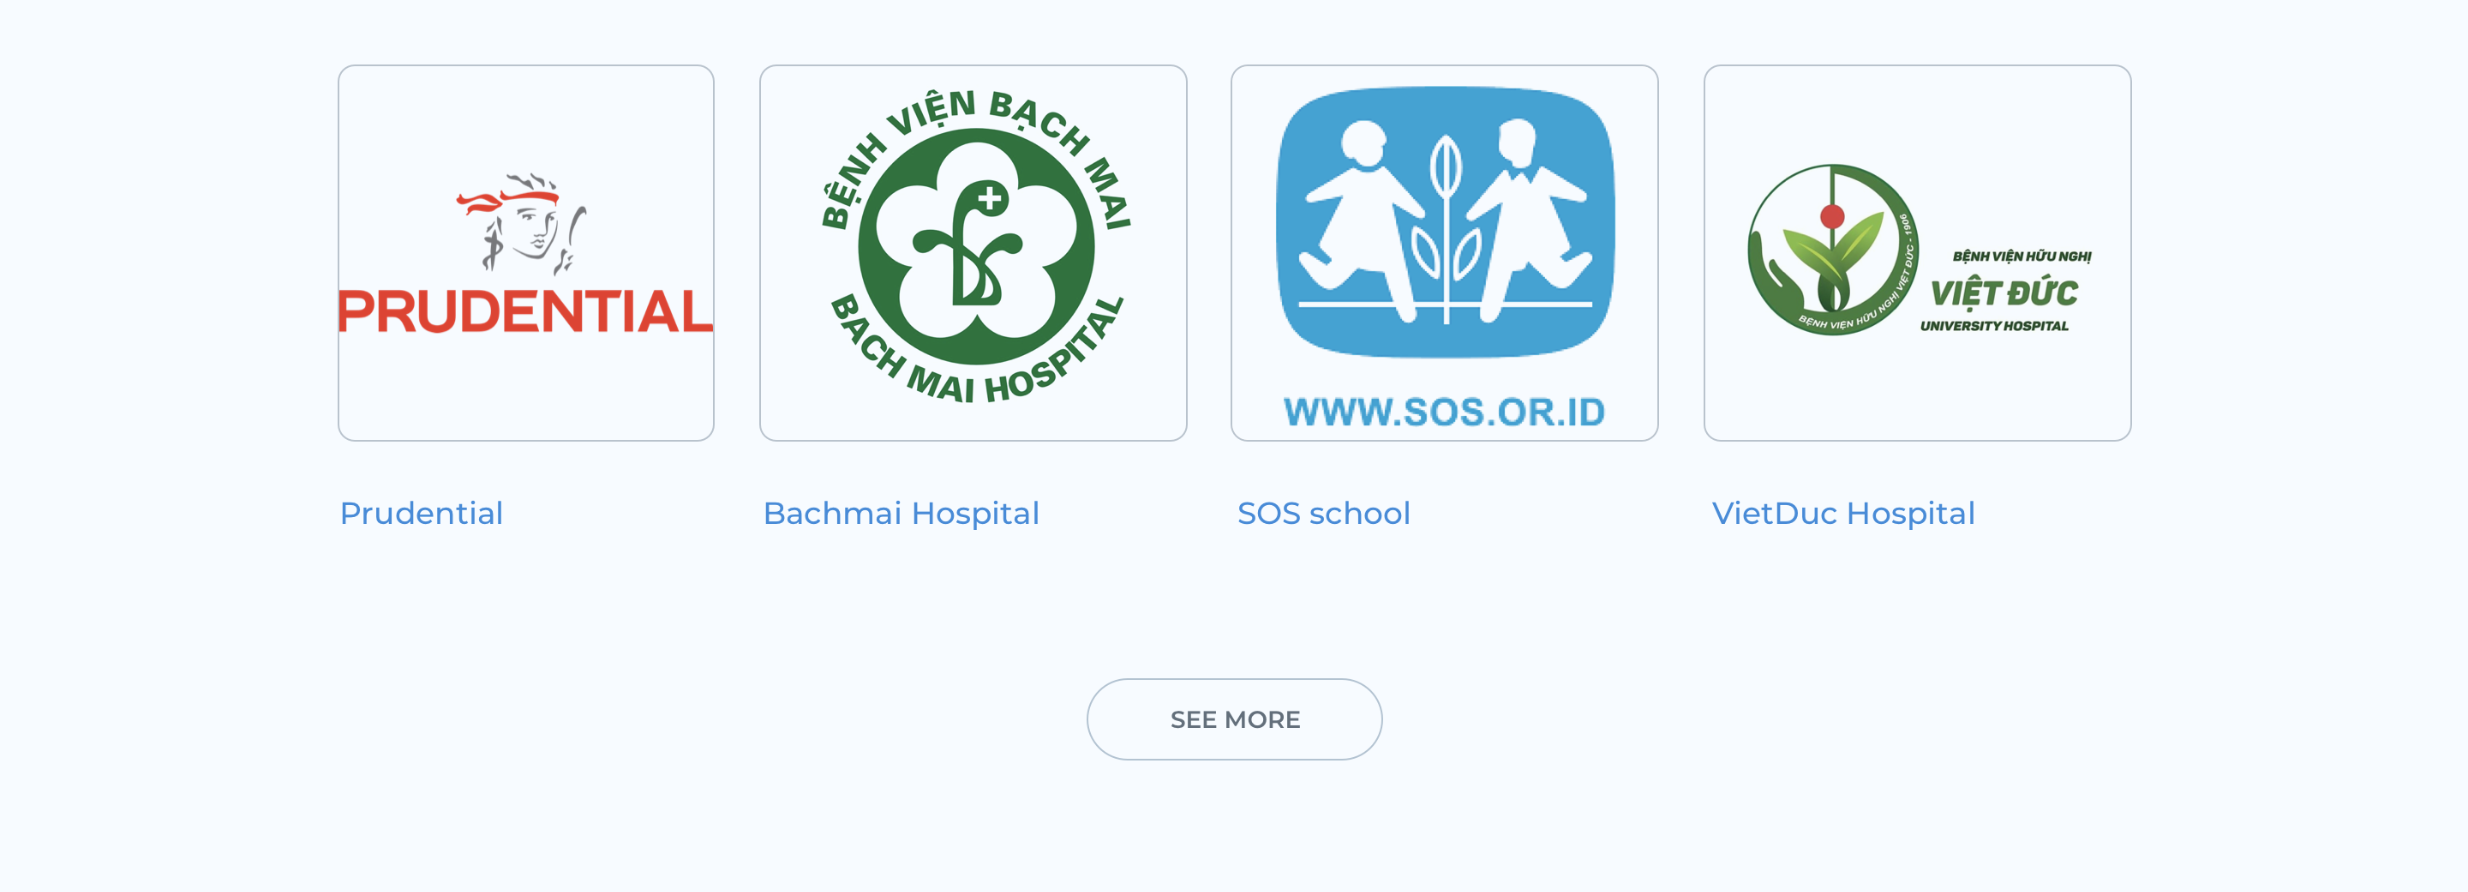 PRUDENTIAL
BỆNH VIỆN BẠCH MAI
BACH MAI HOSPITAL
WWW.SOS.OR.ID
BỆNH VIỆN HỮU NGHỊ VIỆT ĐỨC - 1906
BỆNH VIỆN HỮU NGHỊ
VIỆT ĐỨC
UNIVERSITY HOSPITAL
Prudential
Bachmai Hospital
SOS school
VietDuc Hospital
SEE MORE